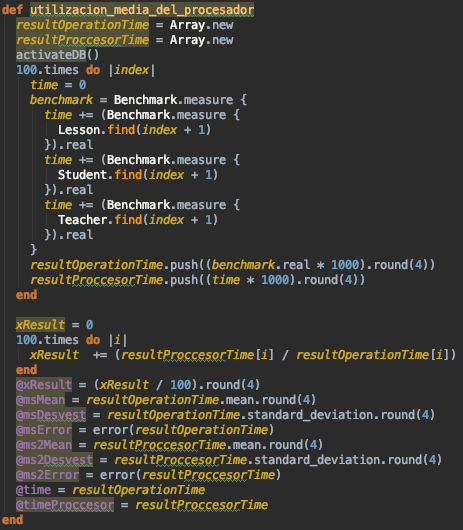 def utilizacion_media_del_procesador
  resultOperationTime = Array.new
  resultProccesorTime = Array.new
  activateDB()
  100.times do |index|
    time = 0
    benchmark = Benchmark.measure {
      time += (Benchmark.measure {
        Lesson.find(index + 1)
      }).real
      time += (Benchmark.measure {
        Student.find(index + 1)
      }).real
      time += (Benchmark.measure {
        Teacher.find(index + 1)
      }).real
    }
    resultOperationTime.push((benchmark.real * 1000).round(4))
    resultProccesorTime.push((time * 1000).round(4))
  end

  xResult = 0
  100.times do |i|
    xResult  += (resultProccesorTime[i] / resultOperationTime[i])
  end
  @xResult = (xResult / 100).round(4)
  @msMean = resultOperationTime.mean.round(4)
  @msDesvest = resultOperationTime.standard_deviation.round(4)
  @msError = error(resultOperationTime)
  @ms2Mean = resultProccesorTime.mean.round(4)
  @ms2Desvest = resultProccesorTime.standard_deviation.round(4)
  @ms2Error = error(resultProccesorTime)
  @time = resultOperationTime
  @timeProccesor = resultProccesorTime
end